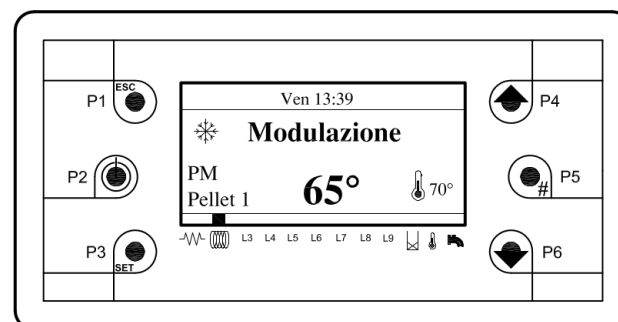 ESC
P1
P2
P3
SET
Ven 13:39
Modulazione
PM
Pellet 1
65°
70°
L3 L4 L5 L6 L7 L8 L9
P4
P5
#
P6